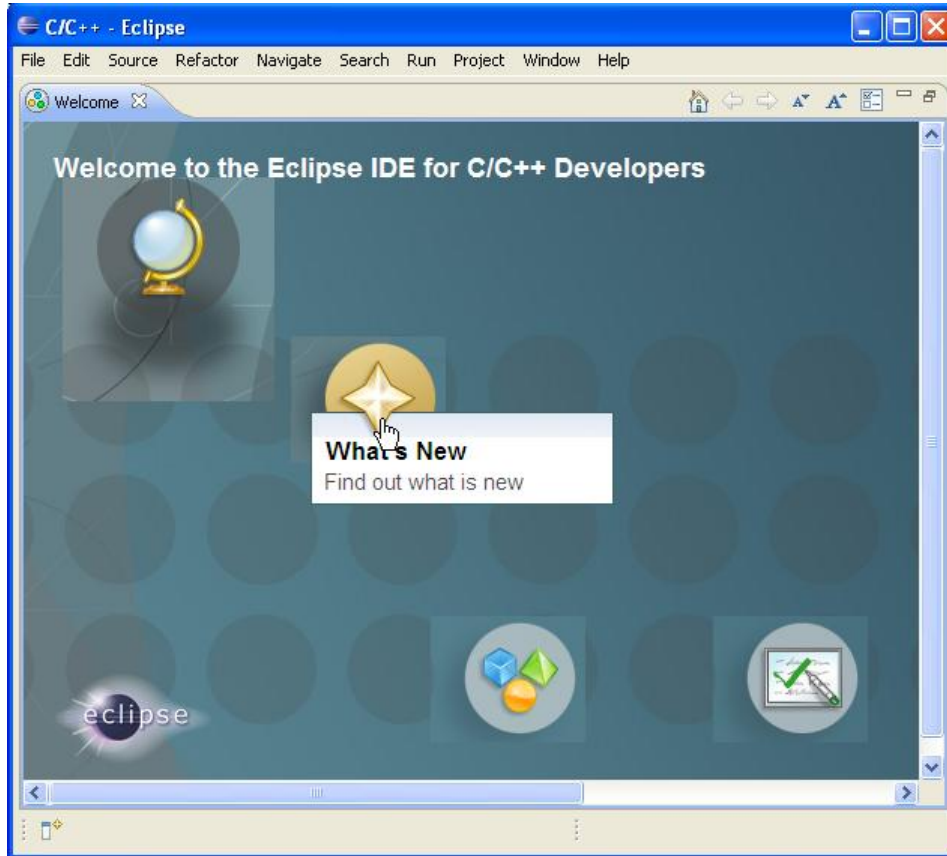 C/C++ - Eclipse
File Edit Source Refactor Navigate Search Run Project Window Help
Welcome
Welcome to the Eclipse IDE for C/C++ Developers
What's New
Find out what is new
eclipse